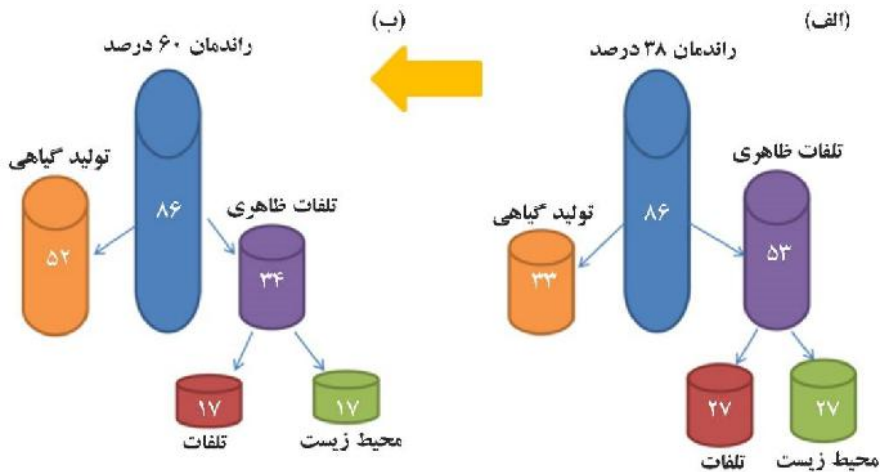 (الف)
راندمان ۳۸ درصد
۸۶
تلفات ظاهری
۵۳
تولید گیاهی
۳۳
محیط زیست
۲۷
تلفات
۲۷
(ب)
راندمان ۶۰ درصد
۸۶
تلفات ظاهری
۳۴
تولید گیاهی
۵۲
محیط زیست
۱۷
تلفات
۱۷